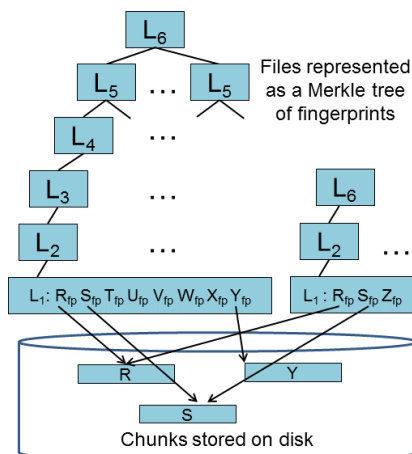 L6
L5 ... L5
Files represented
as a Merkle tree
of fingerprints
L4 ...
L3 ...
L6
L2 ...
L2 ...
L1: Rfp Sfp Tfp Ufp Vfp Wfp Xfp Yfp
L1 : Rfp Sfp Zfp
R
Y
S
Chunks stored on disk